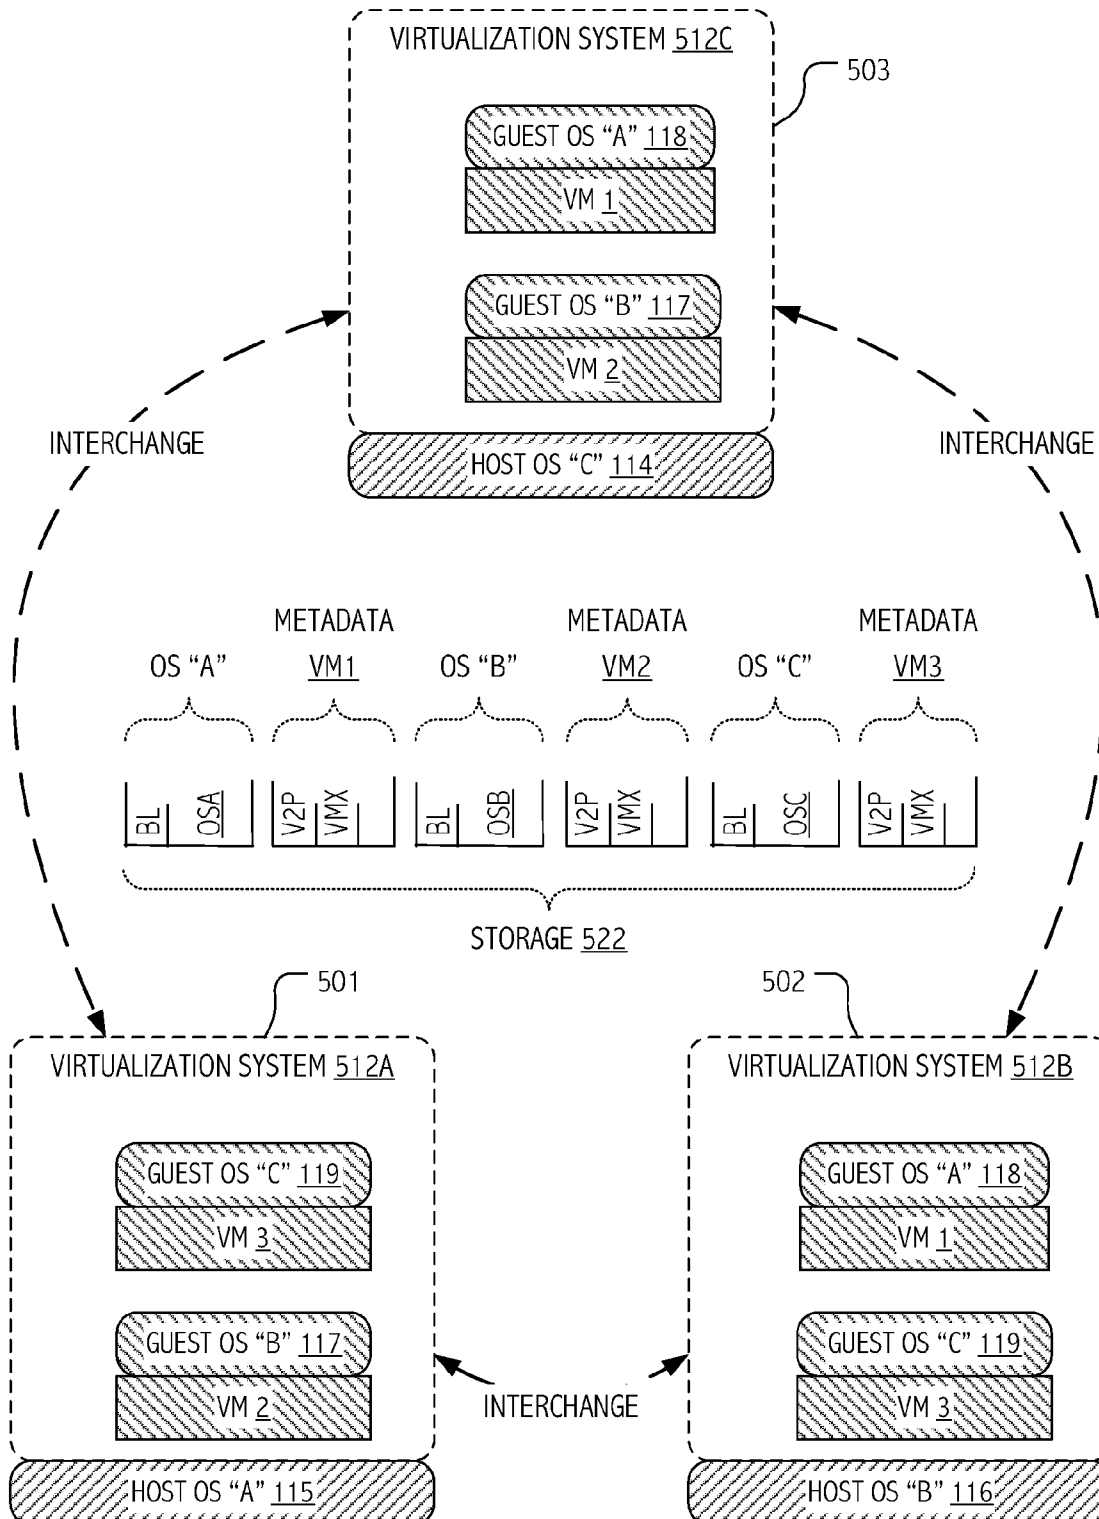 VIRTUALIZATION SYSTEM 512C
503
GUEST OS “A” 118
VM 1
GUEST OS “B” 117
VM 2
INTERCHANGE
INTERCHANGE
HOST OS “C” 114
METADATA METADATA METADATA
OS “A” VM1 OS “B” VM2 OS “C” VM3
BL OSA V2P VMX BL OSB V2P VMX BL OSC V2P VMX
STORAGE 522
501
502
VIRTUALIZATION SYSTEM 512A
GUEST OS “C” 119
VM 3
GUEST OS “B” 117
VM 2
HOST OS “A” 115
INTERCHANGE
VIRTUALIZATION SYSTEM 512B
GUEST OS “A” 118
VM 1
GUEST OS “C” 119
VM 3
HOST OS “B” 116